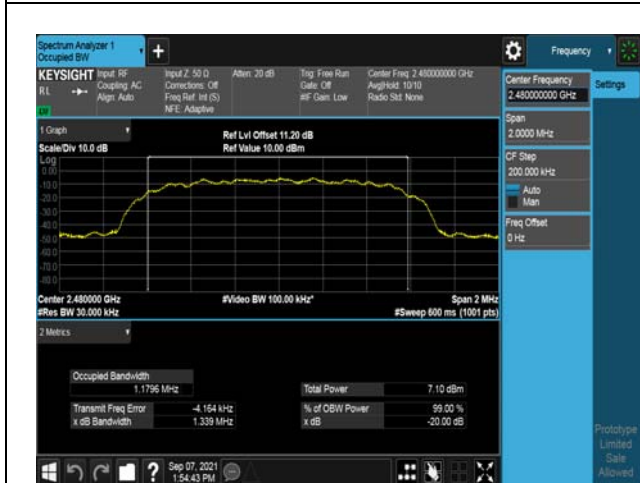 Spectrum Analyzer 1
Occupied BW
Frequency
KEYSIGHT
Input: RF
Coupling: AC
Align: Auto
Input Z: 50 Ω
Corrections: Off
Freq Ref: Int (S)
NFE: Adaptive
Atten: 20 dB
Trig: Free Run
Gate: Off
#IF Gain: Low
Center Freq: 2.480000000 GHz
Avg|Hold: 10/10
Radio Std: None
1 Graph
Scale/Div 10.0 dB
Ref Lvl Offset 11.20 dB
Ref Value 10.00 dBm
Log
0.00
-10.0
-20.0
-30.0
-40.0
-50.0
-60.0
-70.0
-80.0
Center 2.480000 GHz
#Res BW 30.000 kHz
#Video BW 100.00 kHz*
Span 2 MHz
#Sweep 600 ms (1001 pts)
2 Metrics
Occupied Bandwidth
1.1796 MHz
Transmit Freq Error -4.164 kHz
x dB Bandwidth 1.339 MHz
Total Power 7.10 dBm
% of OBW Power 99.00 %
x dB -20.00 dB
Center Frequency
2.480000000 GHz
Span
2.0000 MHz
CF Step
200.000 kHz
Auto
Man
Freq Offset
0 Hz
Settings
Prototype
Limited
Sale
Allowed
Sep 07, 2021
1:54:43 PM